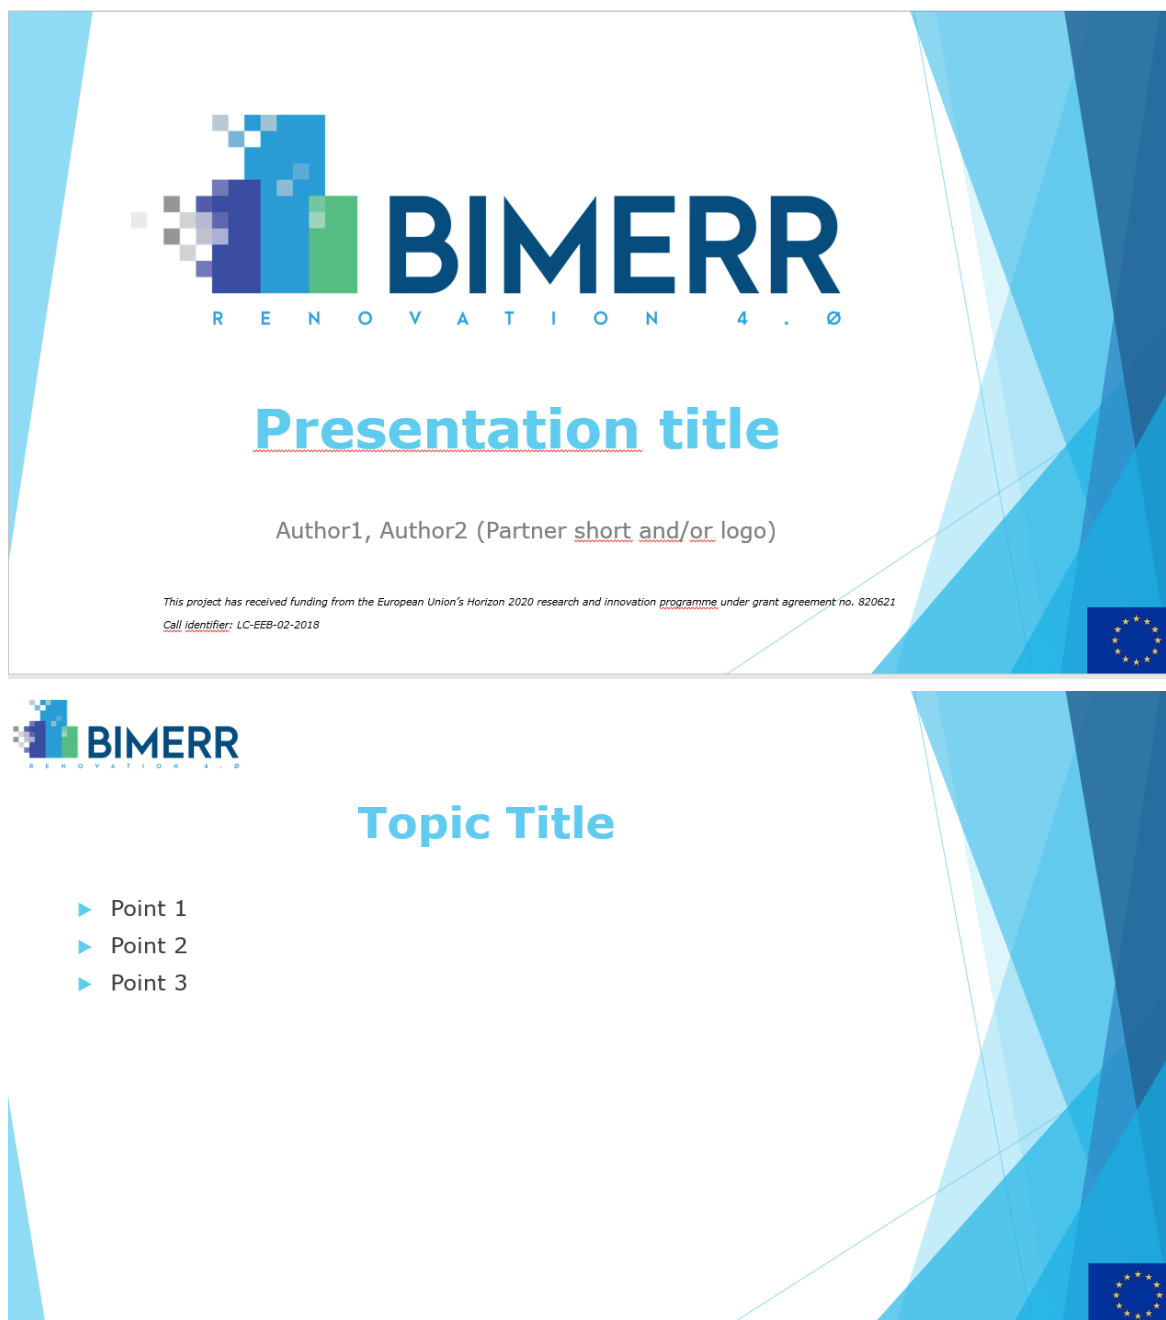 BIMERR
RENOVATION 4.Ø
Presentation title
Author1, Author2 (Partner short and/or logo)
This project has received funding from the European Union’s Horizon 2020 research and innovation programme under grant agreement no. 820621
Call identifier: LC-EEB-02-2018
BIMERR
RENOVATION 4.Ø
Topic Title
Point 1
Point 2
Point 3